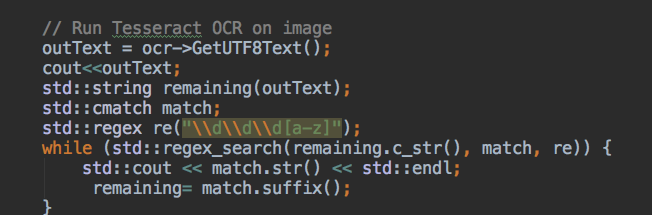 // Run Tesseract OCR on image
outText = ocr->GetUTF8Text();
cout<<outText;
std::string remaining(outText);
std::cmatch match;
std::regex re("\\d\\d\\d[a-z]");
while (std::regex_search(remaining.c_str(), match, re)) {
std::cout << match.str() << std::endl;
remaining= match.suffix();
}